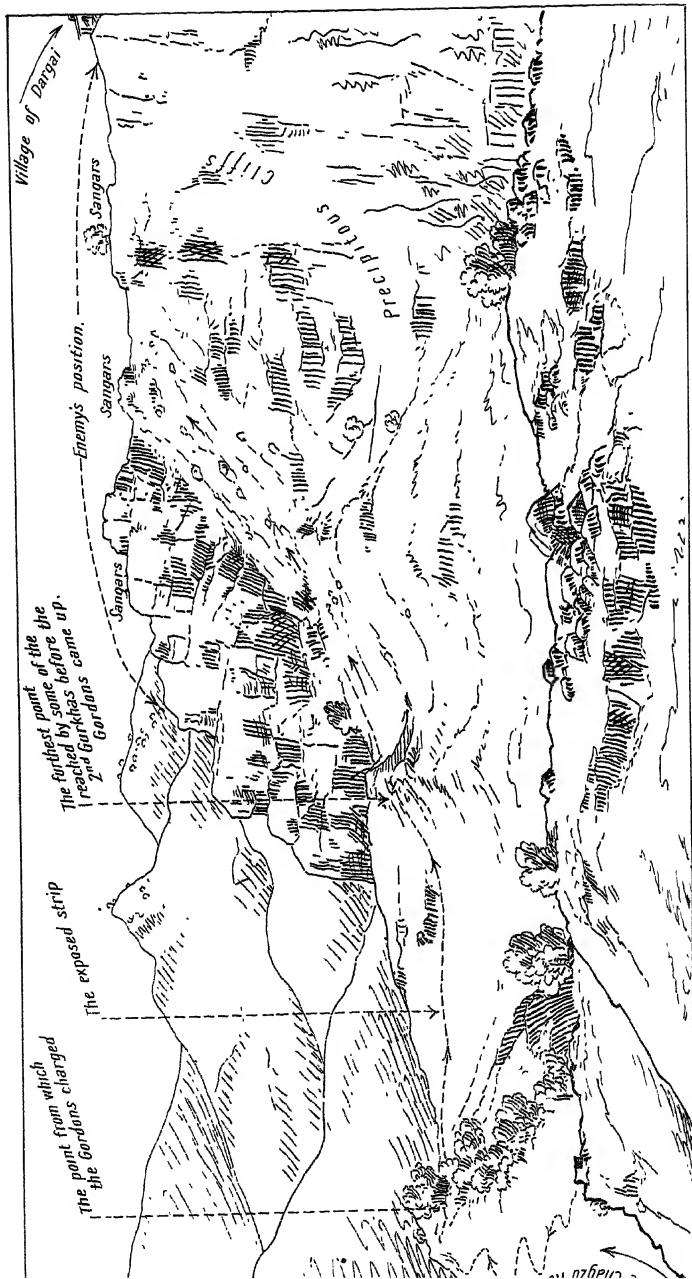 The point from which
the Gordons charged
The exposed strip
The furthest point
reached by some of the
2nd Gurkhas before the
Gordons came up.
Enemy's position.
Sangars
Sangars
Sangars
Village of Dargai
Precipitous
Cliffs